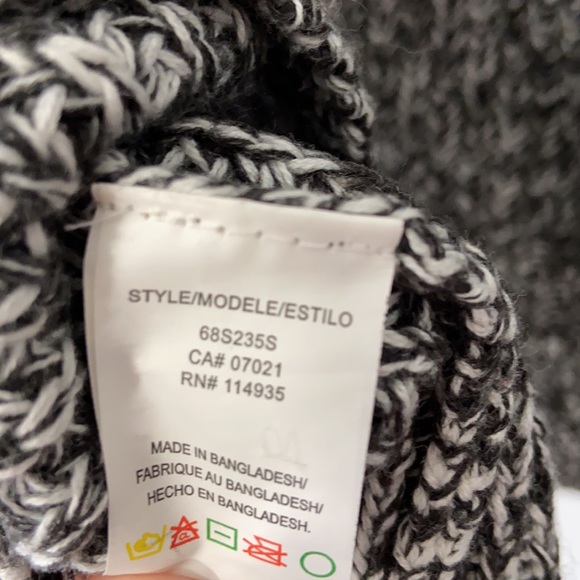 STYLE/MODELE/ESTILO
68S235S
CA# 07021
RN# 114935
MADE IN BANGLADESH/
FABRIQUE AU BANGLADESH/
HECHO EN BANGLADESH.